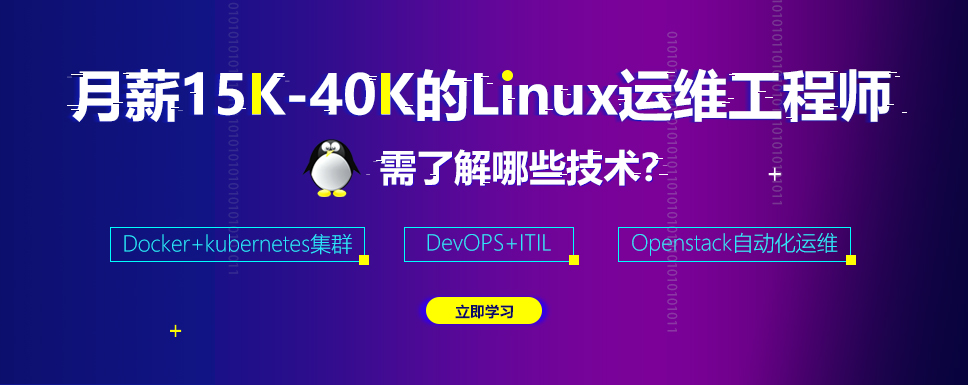 月薪15K-40K的Linux运维工程师
需了解哪些技术?
Docker+kubernetes集群
DevOPS+ITIL
Openstack自动化运维
立即学习